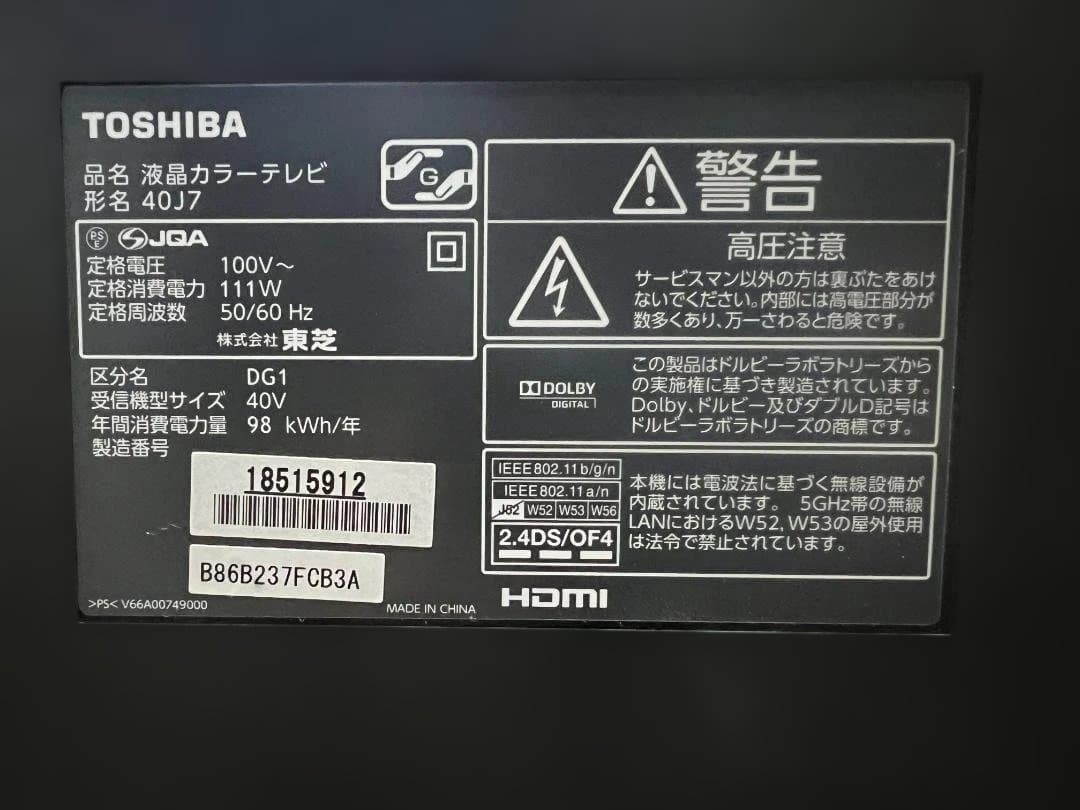 TOSHIBA
品名 液晶カラーテレビ
形名 40J7
G
PS
E
JQA
定格電圧 100V～
定格消費電力 111W
定格周波数 50/60 Hz
株式会社 東芝
区分名 DG1
受信機型サイズ 40V
年間消費電力量 98 kWh/年
製造番号
18515912
B86B237FCB3A
>PS< V66A00749000
MADE IN CHINA
警告
高圧注意
サービスマン以外の方は裏ぶたをあけ
ないでください。内部には高電圧部分が
数多くあり、万一さわると危険です。
DOLBY
DIGITAL
この製品はドルビーラボラトリーズから
の実施権に基づき製造されています。
Dolby、ドルビー及びダブルD記号は
ドルビーラボラトリーズの商標です。
IEEE802.11b/g/n
IEEE802.11a/n
J52 W52 W53 W56
2.4DS/OF4
本機には電波法に基づく無線設備が
内蔵されています。 5GHz帯の無線
LANにおけるW52, W53の屋外使用
は法令で禁止されています。
HDMI